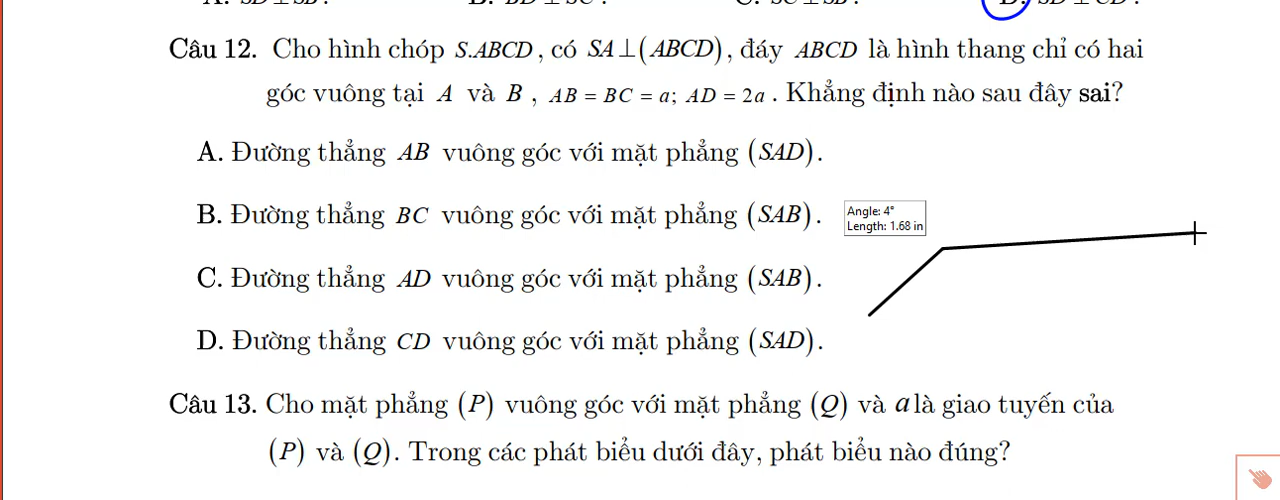 Câu 12. Cho hình chóp S.ABCD, có SA⊥(ABCD), đáy ABCD là hình thang chỉ có hai
góc vuông tại A và B, AB = BC = a; AD = 2a. Khẳng định nào sau đây sai?
A. Đường thẳng AB vuông góc với mặt phẳng (SAD).
B. Đường thẳng BC vuông góc với mặt phẳng (SAB).
Angle: 4°
Length: 1.68 in
C. Đường thẳng AD vuông góc với mặt phẳng (SAB).
D. Đường thẳng CD vuông góc với mặt phẳng (SAD).
Câu 13. Cho mặt phẳng (P) vuông góc với mặt phẳng (Q) và a là giao tuyến của
(P) và (Q). Trong các phát biểu dưới đây, phát biểu nào đúng?